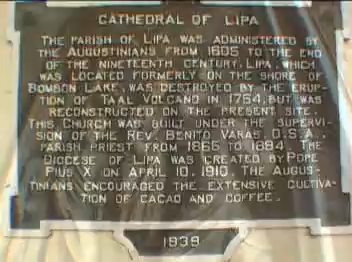 CATHEDRAL OF LIPA
THE PARISH OF LIPA WAS ADMINISTERED BY
THE AUGUSTINIANS FROM 1605 TO THE END
OF THE NINETEENTH CENTURY. LIPA, WHICH
WAS LOCATED FORMERLY ON THE SHORE OF
BOMBON LAKE, WAS DESTROYED BY THE ERUP-
TION OF TAAL VOLCANO IN 1754, BUT WAS
RECONSTRUCTED ON THE PRESENT SITE.
THIS CHURCH WAS BUILT UNDER THE SUPERVI-
SION OF THE REV. BENITO VARAS, O.S.A.,
PARISH PRIEST FROM 1865 TO 1894. THE
DIOCESE OF LIPA WAS CREATED BY POPE
PIUS X ON APRIL 10, 1910. THE AUGUS-
TINIANS ENCOURAGED THE EXTENSIVE CULTIVA-
TION OF CACAO AND COFFEE.
1939